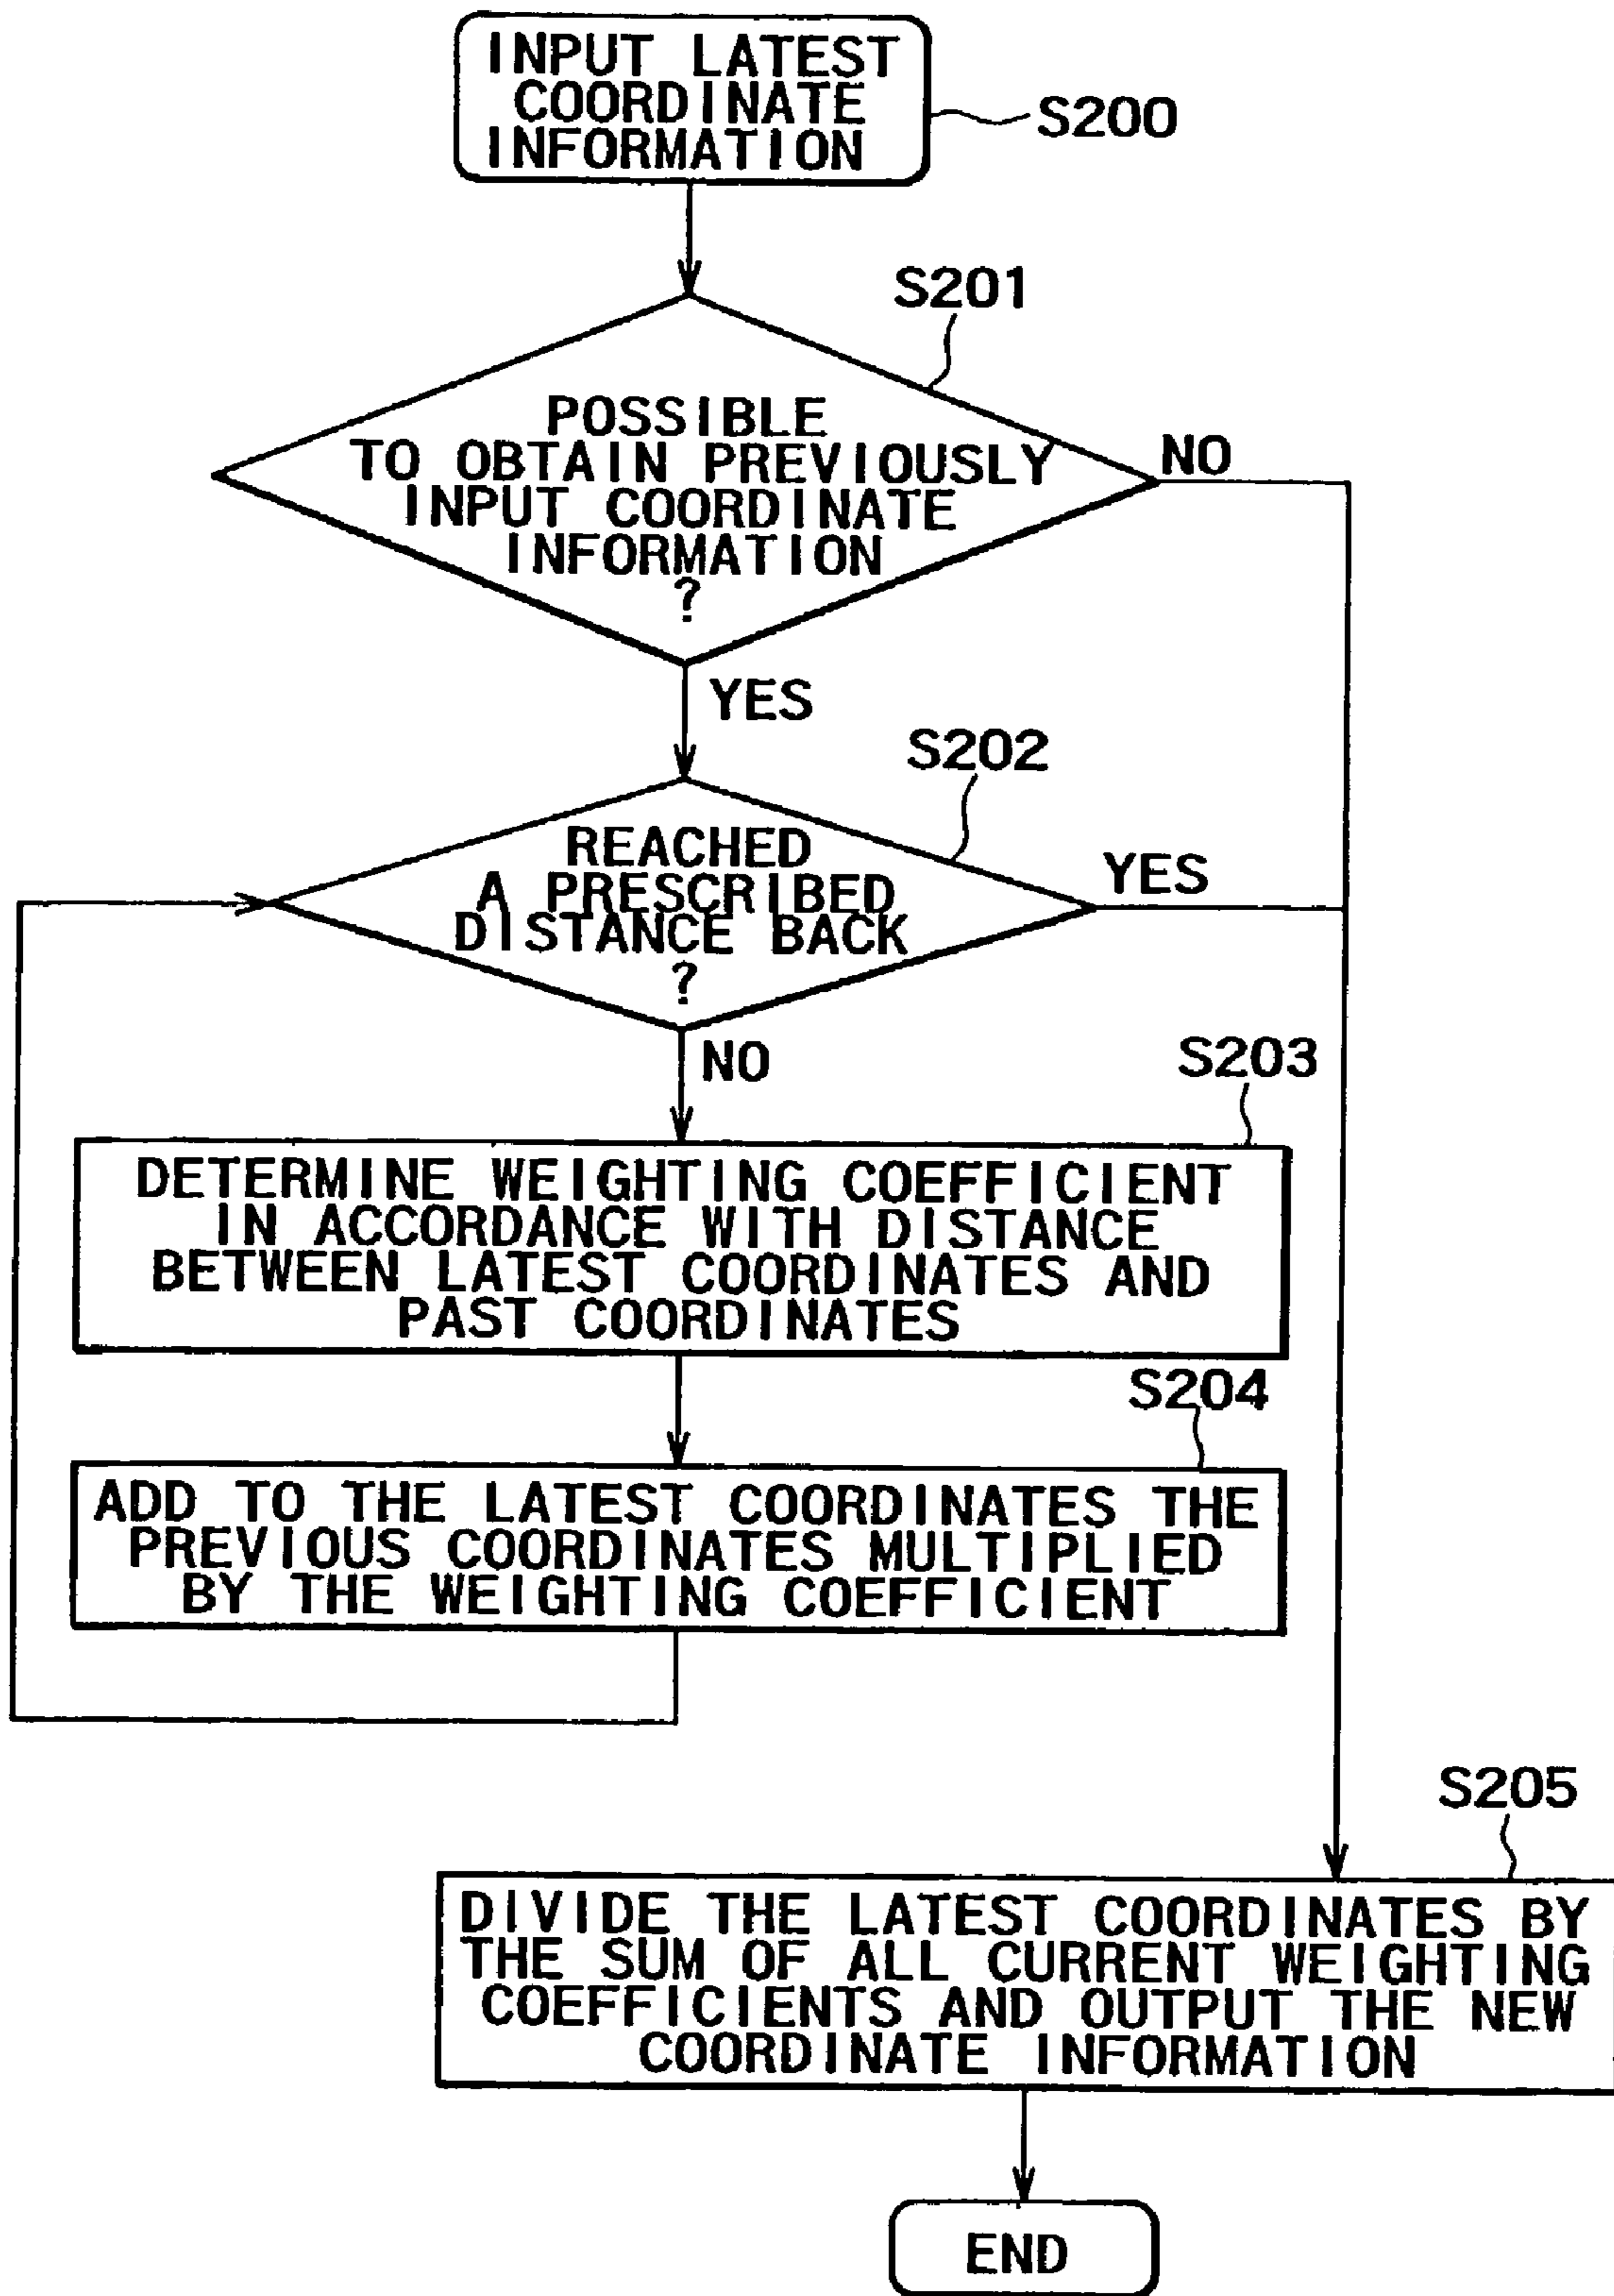 INPUT LATEST
COORDINATE
INFORMATION
S200
S201
POSSIBLE
TO OBTAIN PREVIOUSLY
INPUT COORDINATE
INFORMATION
?
NO
YES
S202
REACHED
A PRESCRIBED
DISTANCE BACK
?
YES
NO
S203
DETERMINE WEIGHTING COEFFICIENT
IN ACCORDANCE WITH DISTANCE
BETWEEN LATEST COORDINATES AND
PAST COORDINATES
S204
ADD TO THE LATEST COORDINATES THE
PREVIOUS COORDINATES MULTIPLIED
BY THE WEIGHTING COEFFICIENT
S205
DIVIDE THE LATEST COORDINATES BY
THE SUM OF ALL CURRENT WEIGHTING
COEFFICIENTS AND OUTPUT THE NEW
COORDINATE INFORMATION
END